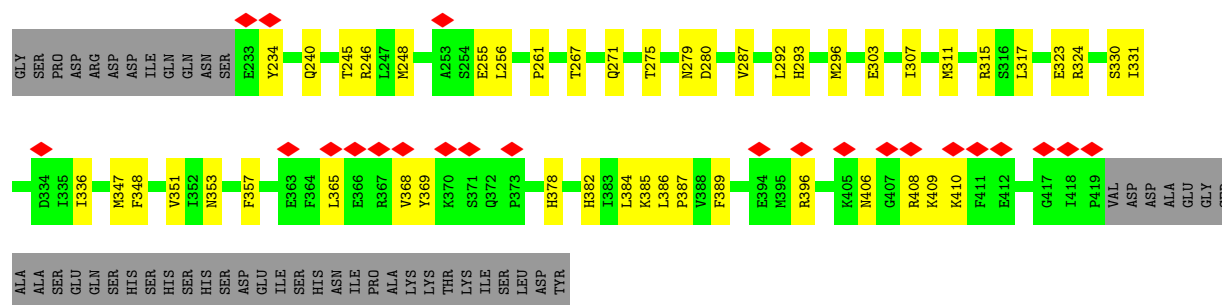 GLY SER PRO ASP ARG ASP ASP ILE GLN GLN ASN SER E233 Y234 Q240 T245 R246 L247 M248 A253 S254 E255 L256 P261 T267 Q271 T275 N279 D280 V287 L292 H293 M296 E303 I307 M311 R315 S316 L317 E323 R324 S330 I331
D334 I335 I336 M347 F348 V351 I352 N353 F357 E363 F364 L365 E366 R367 V368 Y369 K370 S371 Q372 P373 H378 H382 I383 L384 K385 L386 P387 V388 F389 E394 M395 R396 K405 N406 G407 R408 K409 K410 F411 E412 G417 I418 P419 VAL ASP ASP ALA GLU GLY
ALA ALA SER GLU GLN SER HIS SER HIS SER HIS SER ASP GLU ILE SER HIS ASN ILE PRO ALA LYS LYS THR LYS ILE SER LEU ASP TYR